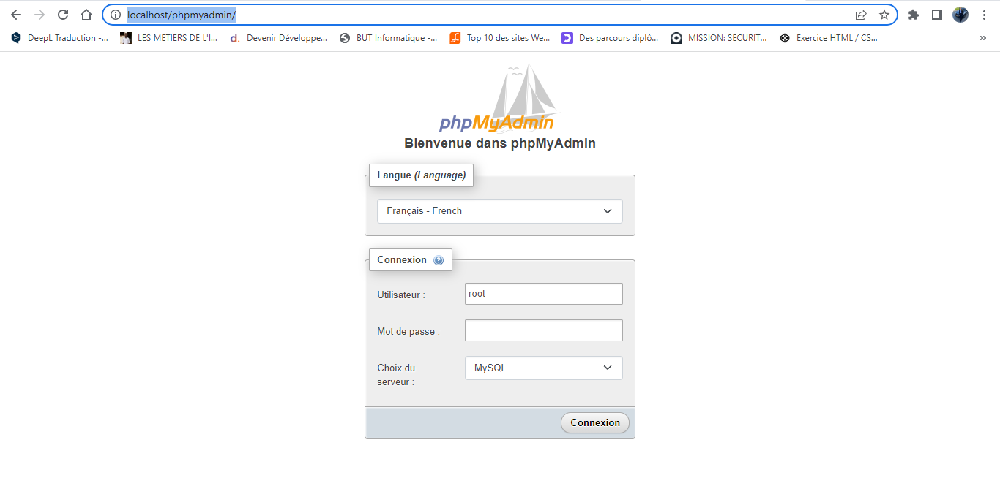 localhost/phpmyadmin/
DeepL Traduction -... LES METIERS DE L'I... d. Devenir Développe... BUT Informatique -... Top 10 des sites We... Des parcours diplô... MISSION: SECURIT... Exercice HTML / CS... »
phpMyAdmin
Bienvenue dans phpMyAdmin
Langue (Language)
Français - French
Connexion ?
Utilisateur : root
Mot de passe :
Choix du MySQL
serveur :
Connexion